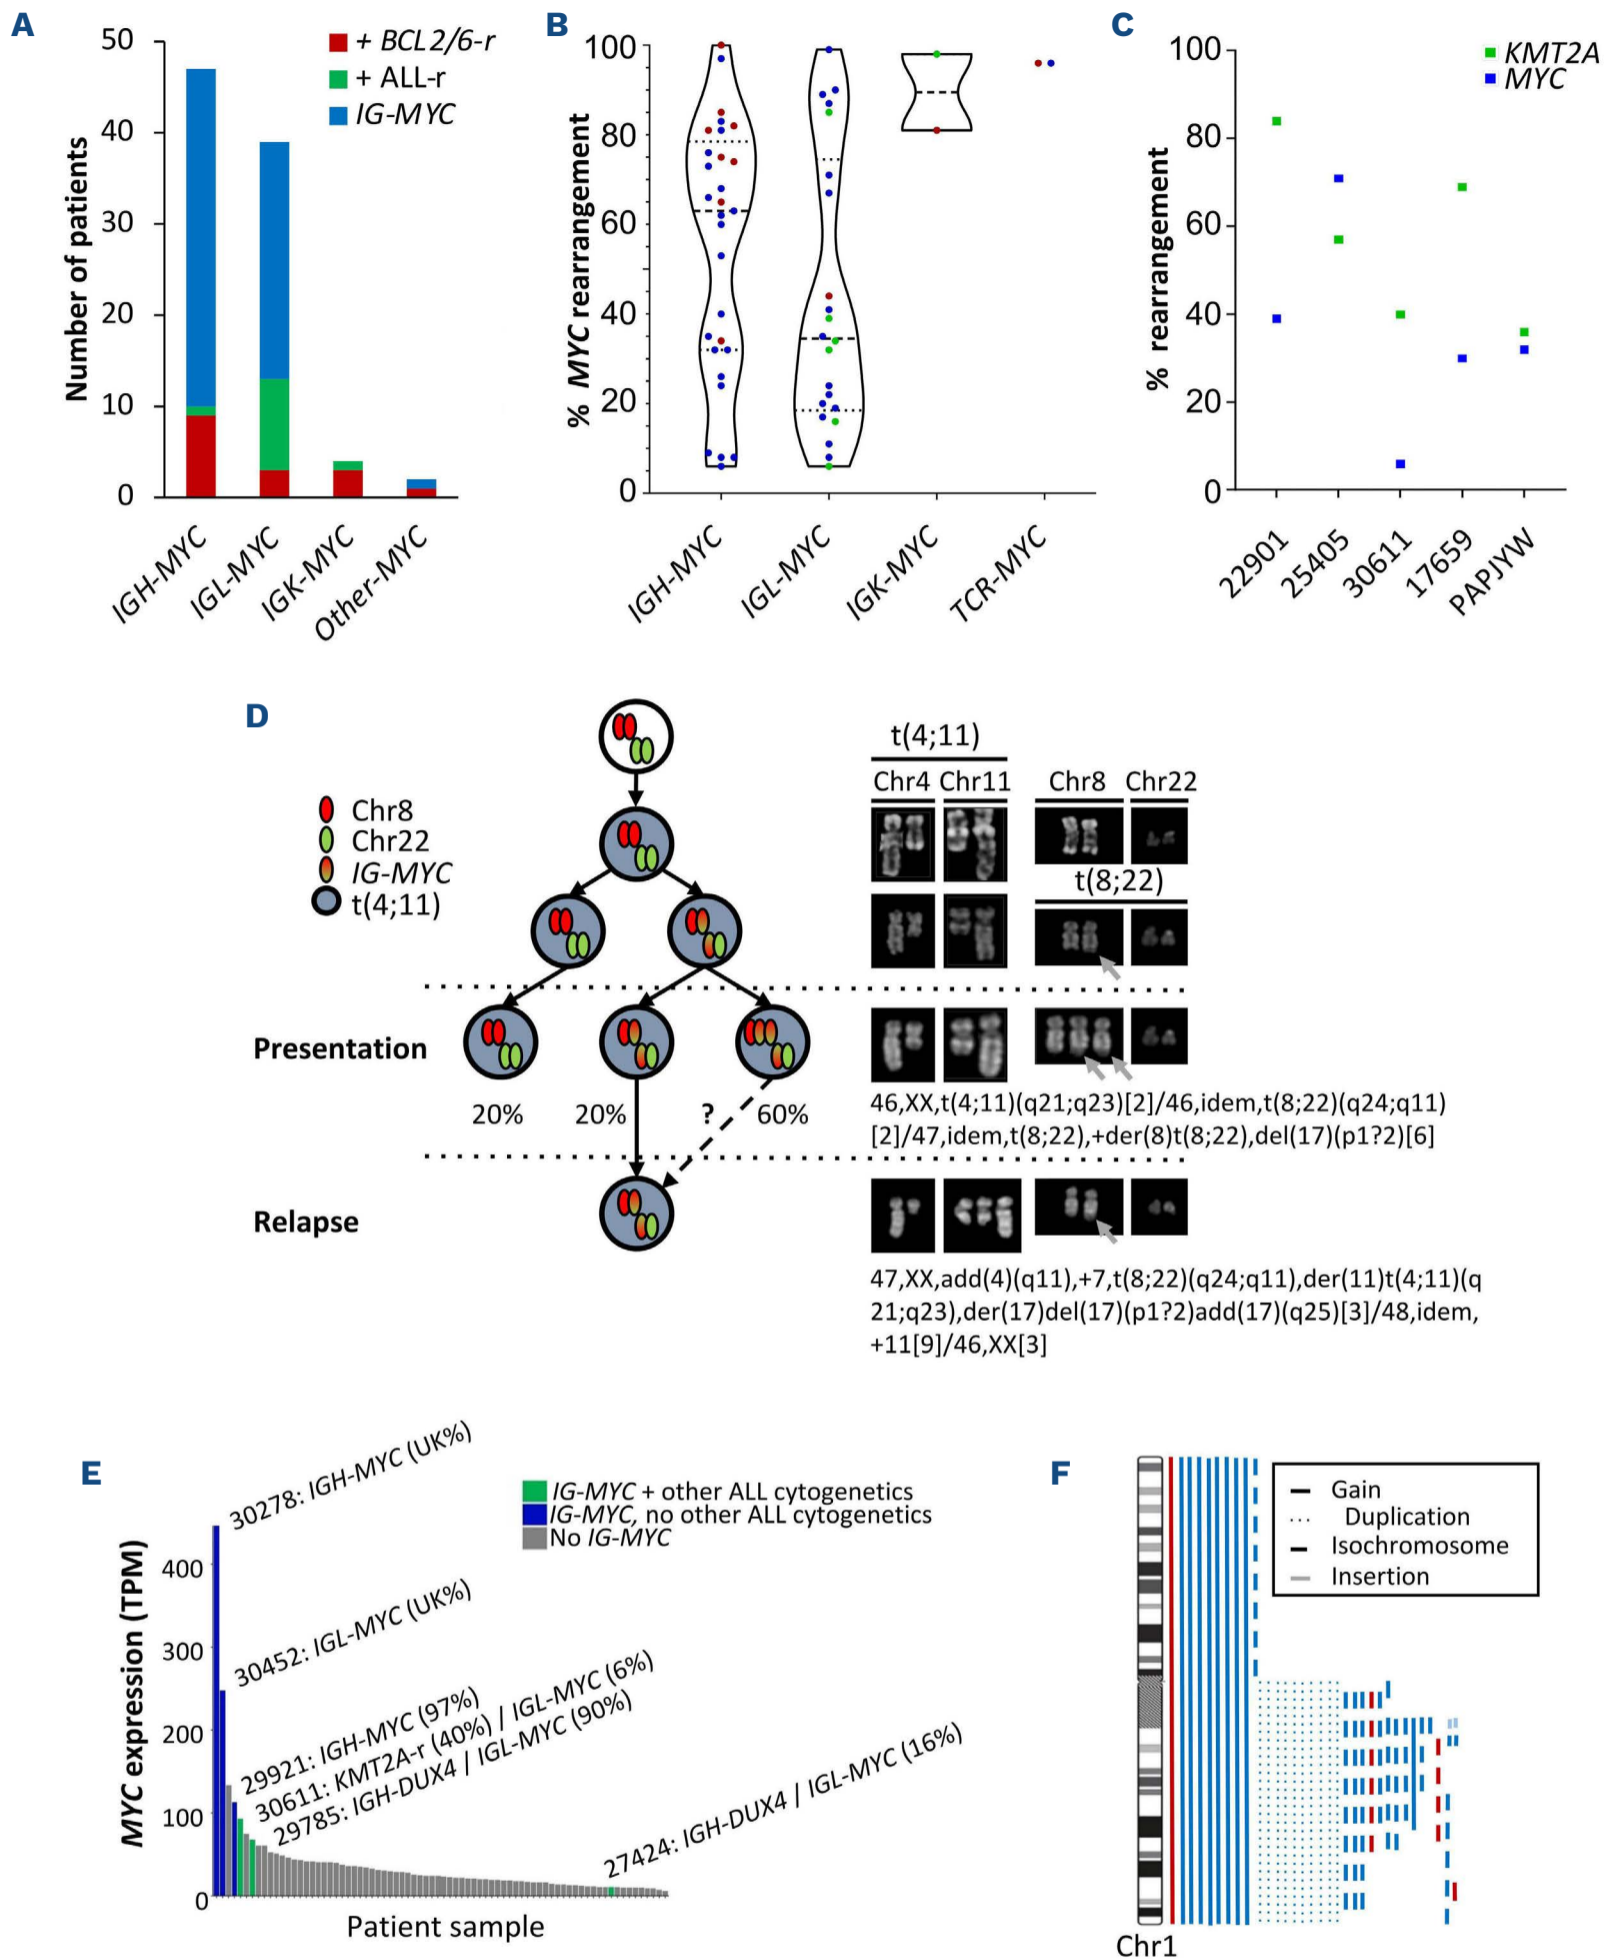 A
50
40
30
20
10
0
Number of patients
+ BCL2/6-r
+ ALL-r
IG-MYC
IGH-MYC
IGL-MYC
IGK-MYC
Other-MYC
B
100
80
60
40
20
0
% MYC rearrangement
IGH-MYC
IGL-MYC
IGK-MYC
TCR-MYC
C
100
80
60
40
20
0
% rearrangement
KMT2A
MYC
22901
25405
30611
17659
PAPJYW
D
Chr8
Chr22
IG-MYC
t(4;11)
t(4;11)
Chr4 Chr11 Chr8 Chr22
t(8;22)
Presentation
20% 20% ? 60%
46,XX,t(4;11)(q21;q23)[2]/46,idem,t(8;22)(q24;q11)
[2]/47,idem,t(8;22),+der(8)t(8;22),del(17)(p1?2)[6]
Relapse
47,XX,add(4)(q11),+7,t(8;22)(q24;q11),der(11)t(4;11)(q
21;q23),der(17)del(17)(p1?2)add(17)(q25)[3]/48,idem,
+11[9]/46,XX[3]
E
MYC expression (TPM)
400
300
200
100
0
30278: IGH-MYC (UK%)
30452: IGL-MYC (UK%)
29921: IGH-MYC (97%)
30611: KMT2A-r (40%) / IGL-MYC (6%)
29785: IGH-DUX4 / IGL-MYC (90%)
27424: IGH-DUX4 / IGL-MYC (16%)
IG-MYC + other ALL cytogenetics
IG-MYC, no other ALL cytogenetics
No IG-MYC
Patient sample
F
Gain
Duplication
Isochromosome
Insertion
Chr1